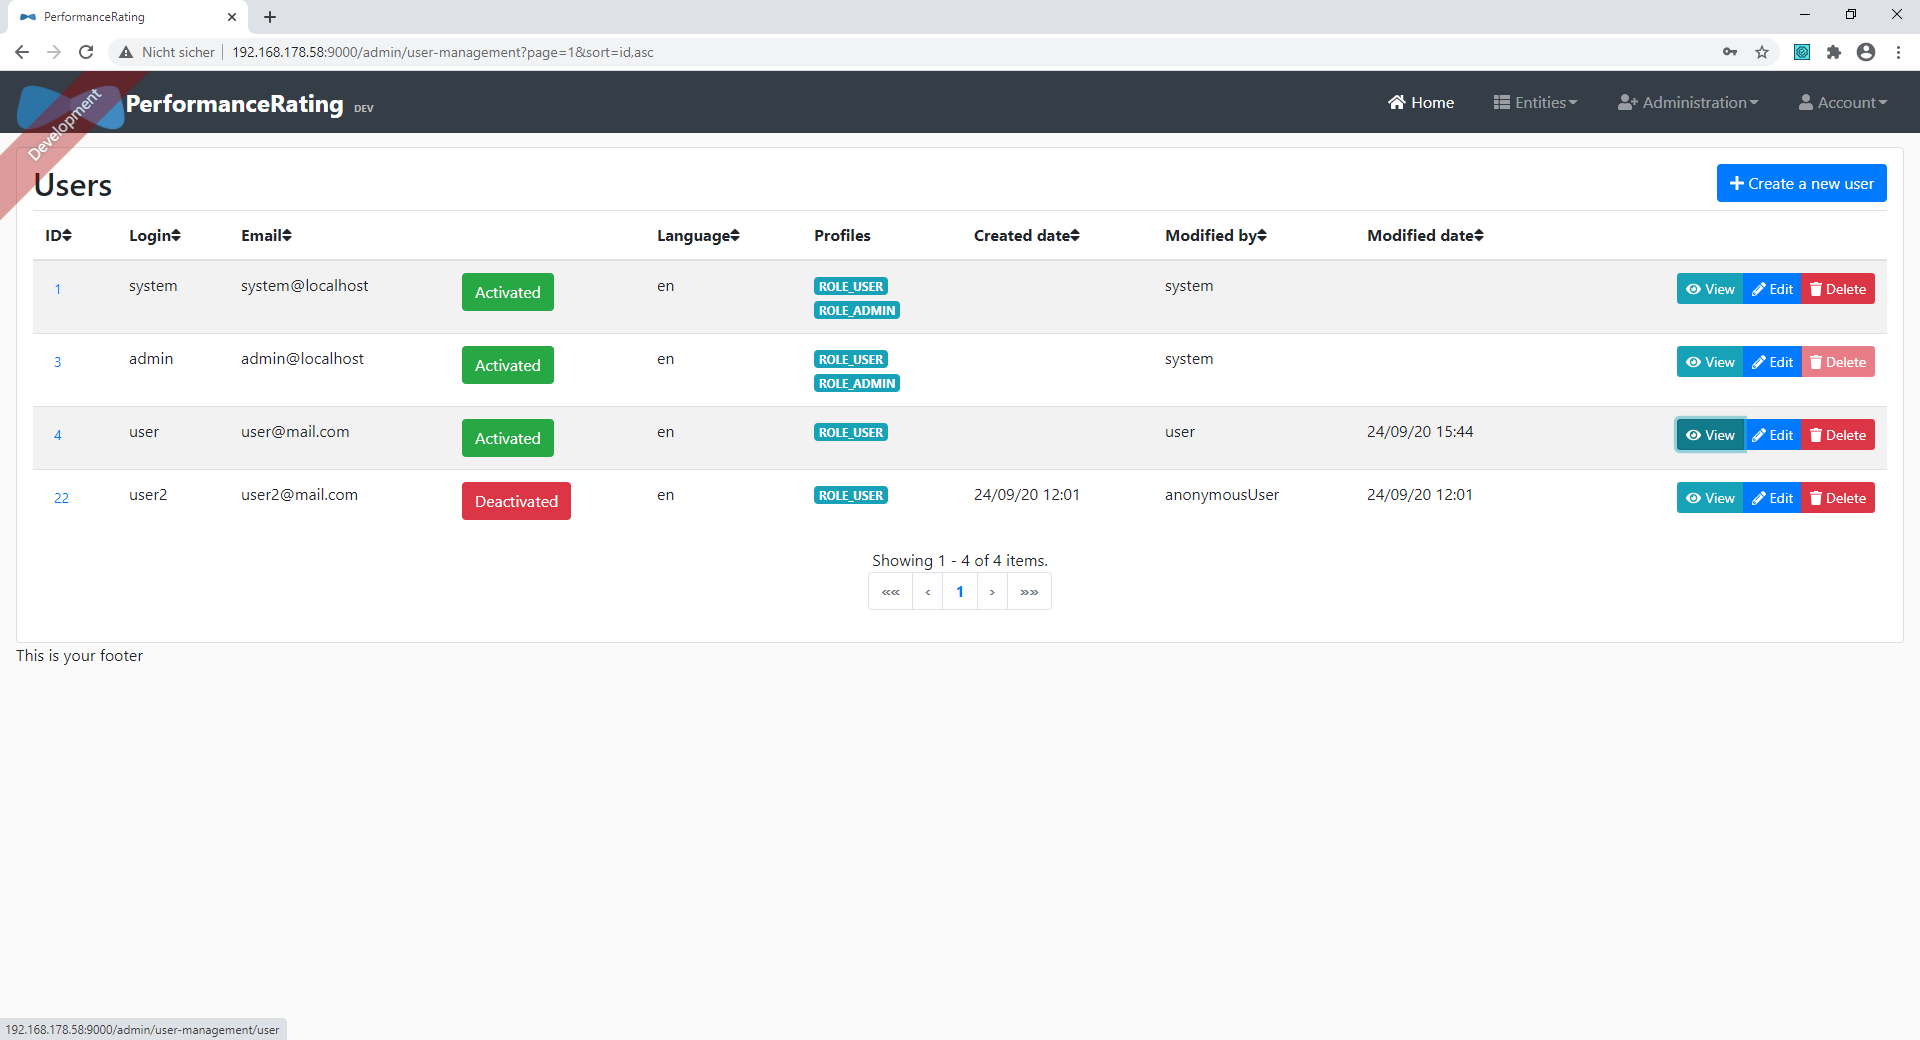 PerformanceRating
Nicht sicher 192.168.178.58:9000/admin/user-management?page=1&sort=id,asc
Development
PerformanceRating DEV Home Entities Administration Account
Users Create a new user
ID Login Email Language Profiles Created date Modified by Modified date
1 system system@localhost Activated en ROLE_USER system View Edit Delete
ROLE_ADMIN
3 admin admin@localhost Activated en ROLE_USER system View Edit Delete
ROLE_ADMIN
4 user user@mail.com Activated en ROLE_USER user 24/09/20 15:44 View Edit Delete
22 user2 user2@mail.com Deactivated en ROLE_USER 24/09/20 12:01 anonymousUser 24/09/20 12:01 View Edit Delete
Showing 1 - 4 of 4 items.
«« ‹ 1 › »»
This is your footer
192.168.178.58:9000/admin/user-management/user